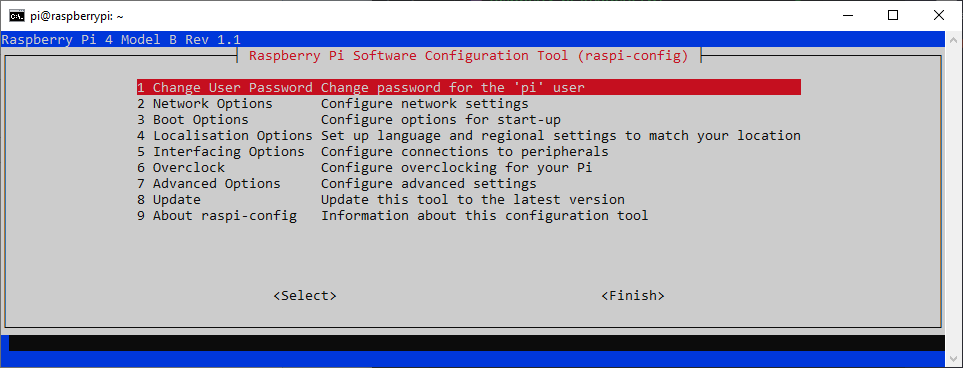 pi@raspberrypi: ~
Raspberry Pi 4 Model B Rev 1.1
Raspberry Pi Software Configuration Tool (raspi-config)
1 Change User Password Change password for the 'pi' user
2 Network Options Configure network settings
3 Boot Options Configure options for start-up
4 Localisation Options Set up language and regional settings to match your location
5 Interfacing Options Configure connections to peripherals
6 Overclock Configure overclocking for your Pi
7 Advanced Options Configure advanced settings
8 Update Update this tool to the latest version
9 About raspi-config Information about this configuration tool
<Select> <Finish>